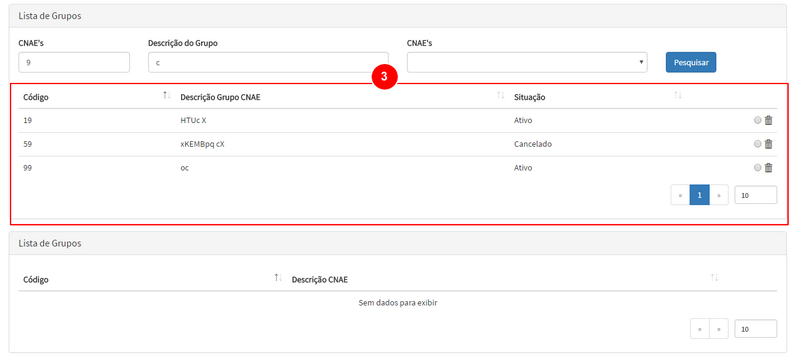 Lista de Grupos
CNAE's Descrição do Grupo CNAE's
9 c Pesquisar
3
Código Descrição Grupo CNAE Situação
19 HTUc X Ativo
59 xKEMBpq cX Cancelado
99 oc Ativo
« 1 » 10
Lista de Grupos
Código Descrição CNAE
Sem dados para exibir
« » 10